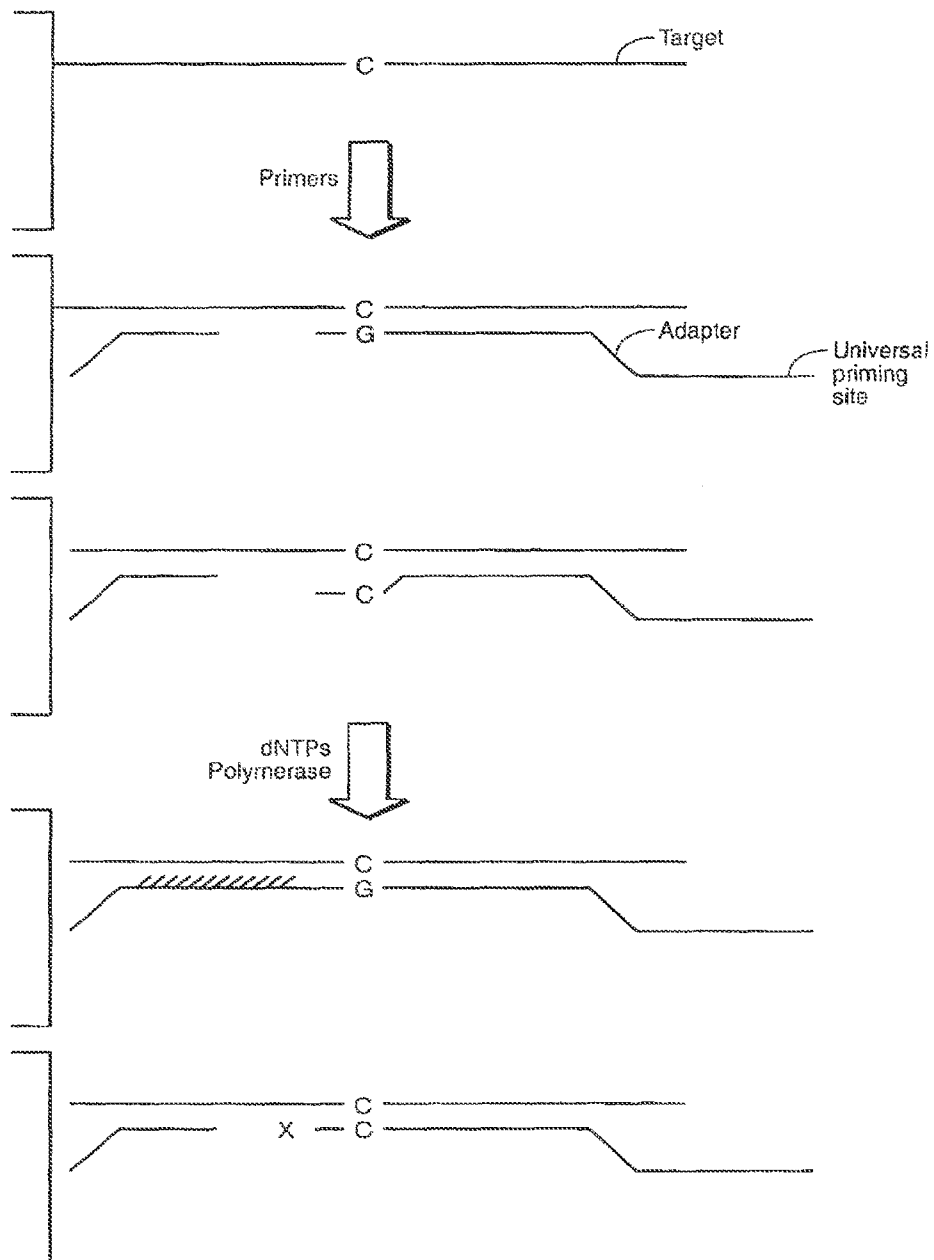 Target
C
Primers
C
G
Adapter
Universal
priming
site
C
C
dNTPs
Polymerase
C
G
C
X
C